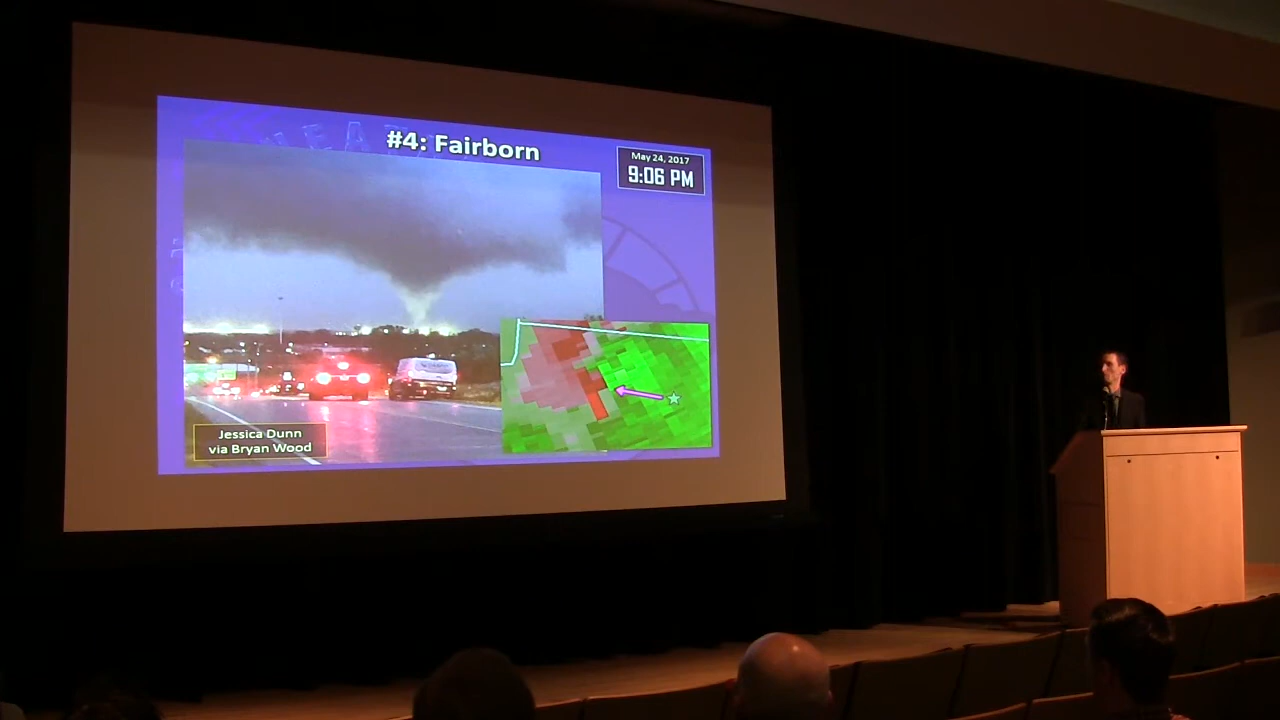 #4: Fairborn
May 24, 2017
9:06 PM
Jessica Dunn
via Bryan Wood